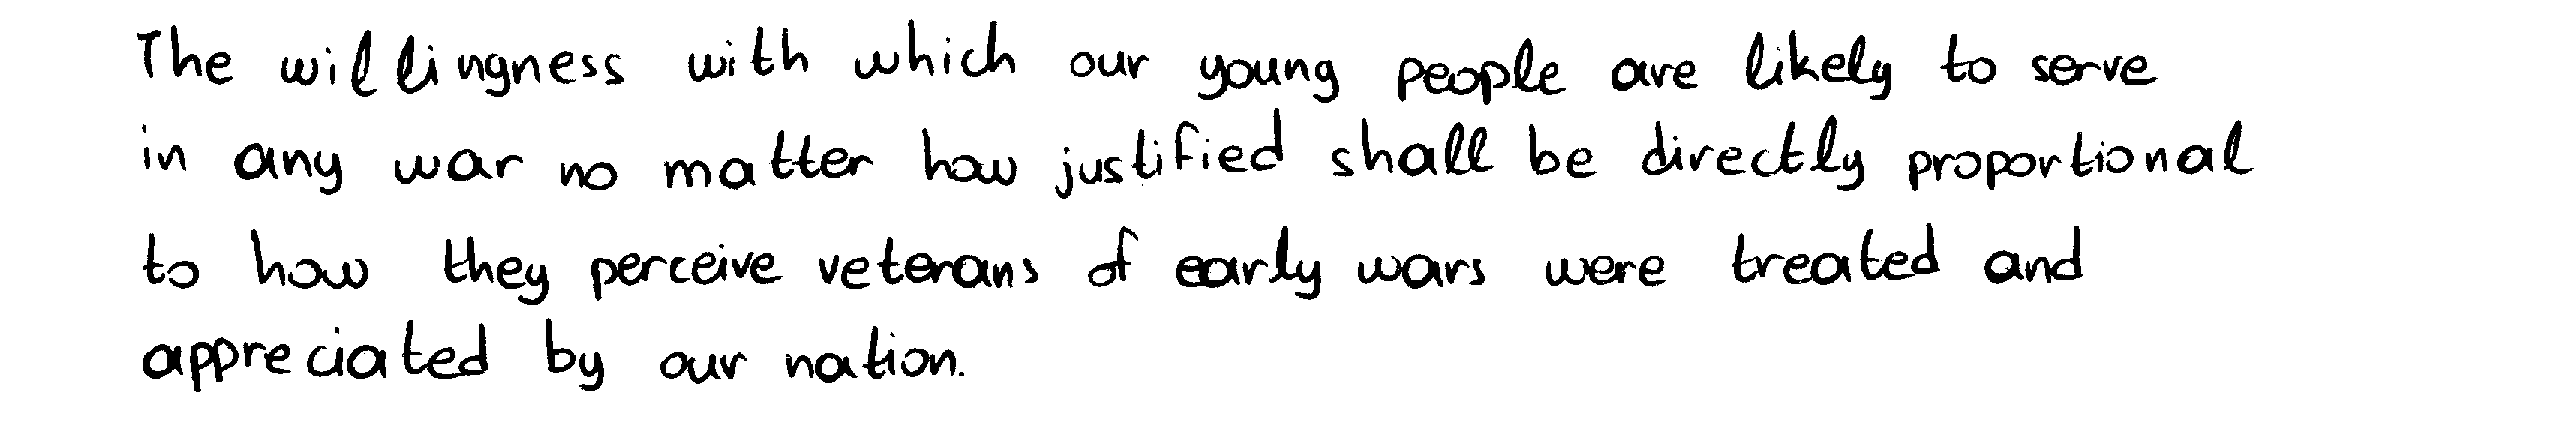 The willingness with which our young people are likely to serve
in any war no matter how justified shall be directly proportional
to how they perceive veterans of early wars were treated and
appreciated by our nation.